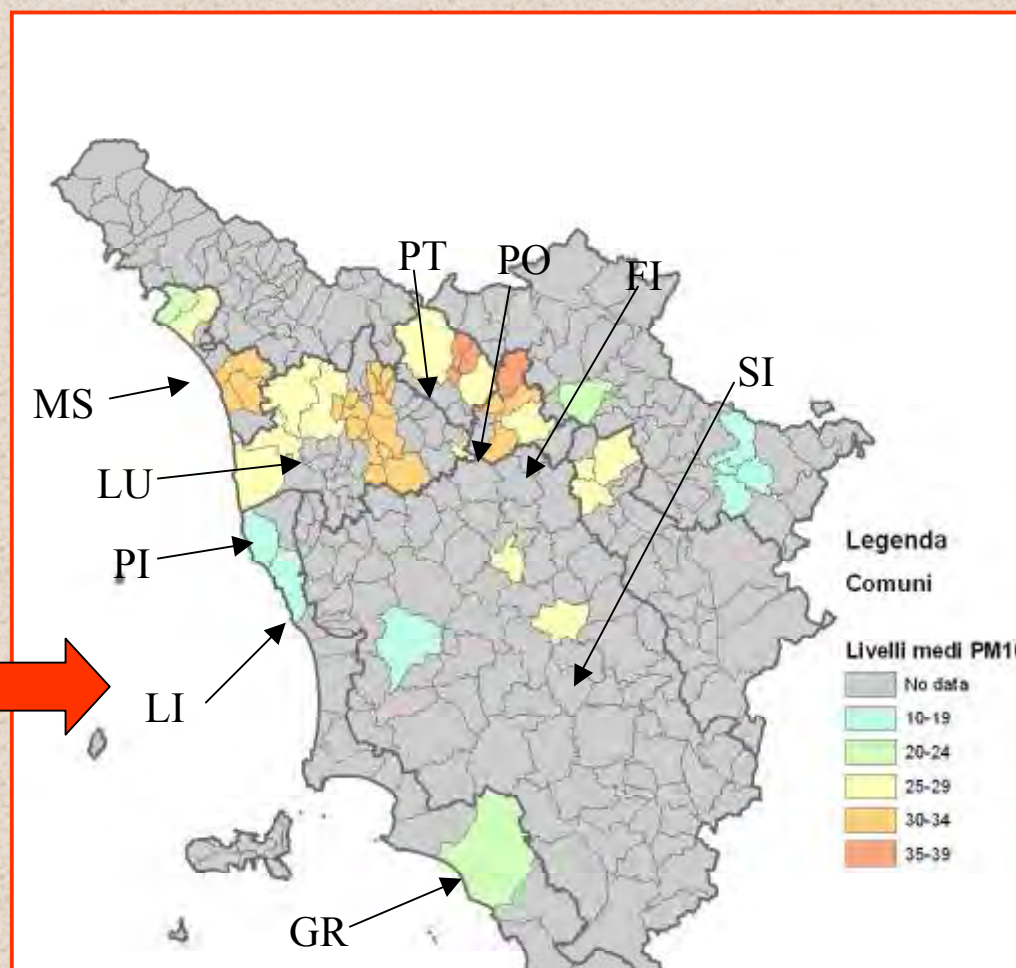 PT
PO
FI
SI
MS
LU
PI
LI
GR
Legenda
Comuni
Livelli medi PM1
No data
10-19
20-24
25-29
30-34
35-39